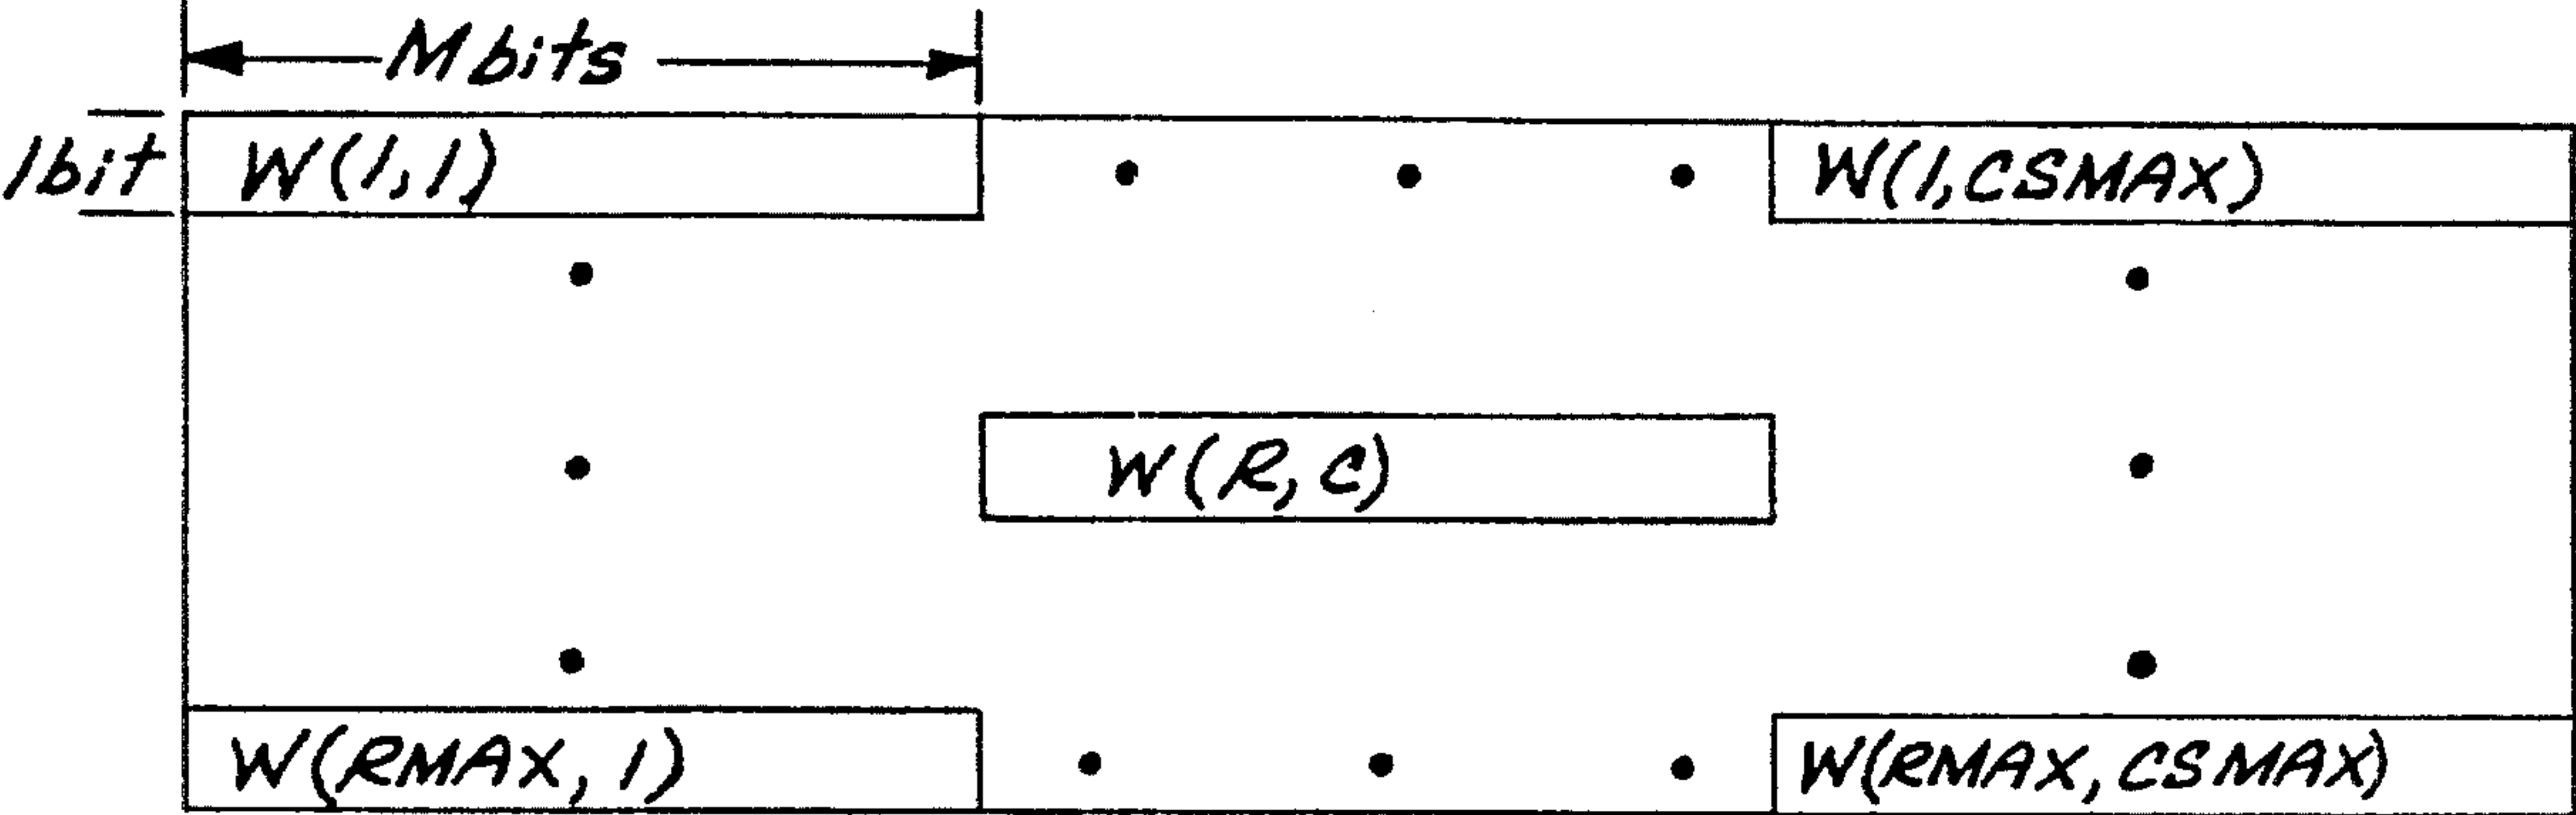 M bits
1bit
W(1,1)
W(1,CSMAX)
W(R,C)
W(RMAX,1)
W(RMAX,CSMAX)